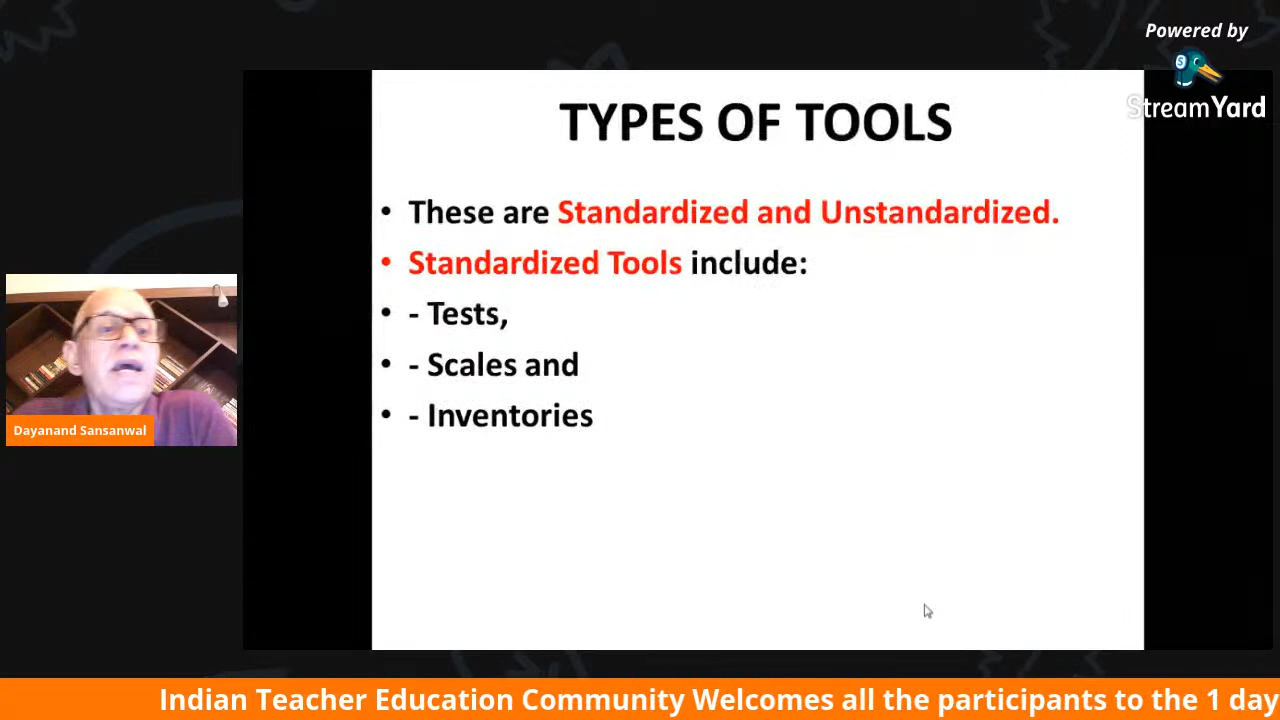 Powered by
StreamYard
TYPES OF TOOLS
• These are Standardized and Unstandardized.
• Standardized Tools include:
• - Tests,
• - Scales and
• - Inventories
Dayanand Sansanwal
Indian Teacher Education Community Welcomes all the participants to the 1 day